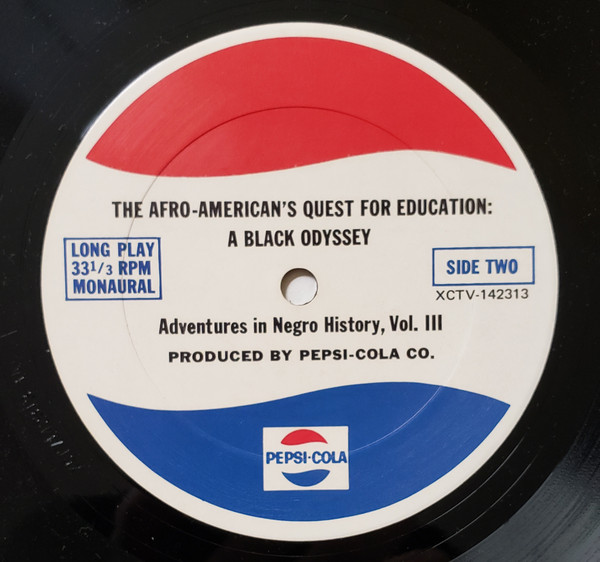 THE AFRO-AMERICAN'S QUEST FOR EDUCATION:
A BLACK ODYSSEY
LONG PLAY
33 1/3 RPM
MONAURAL
SIDE TWO
XCTV-142313
Adventures in Negro History, Vol. III
PRODUCED BY PEPSI-COLA CO.
PEPSI-COLA